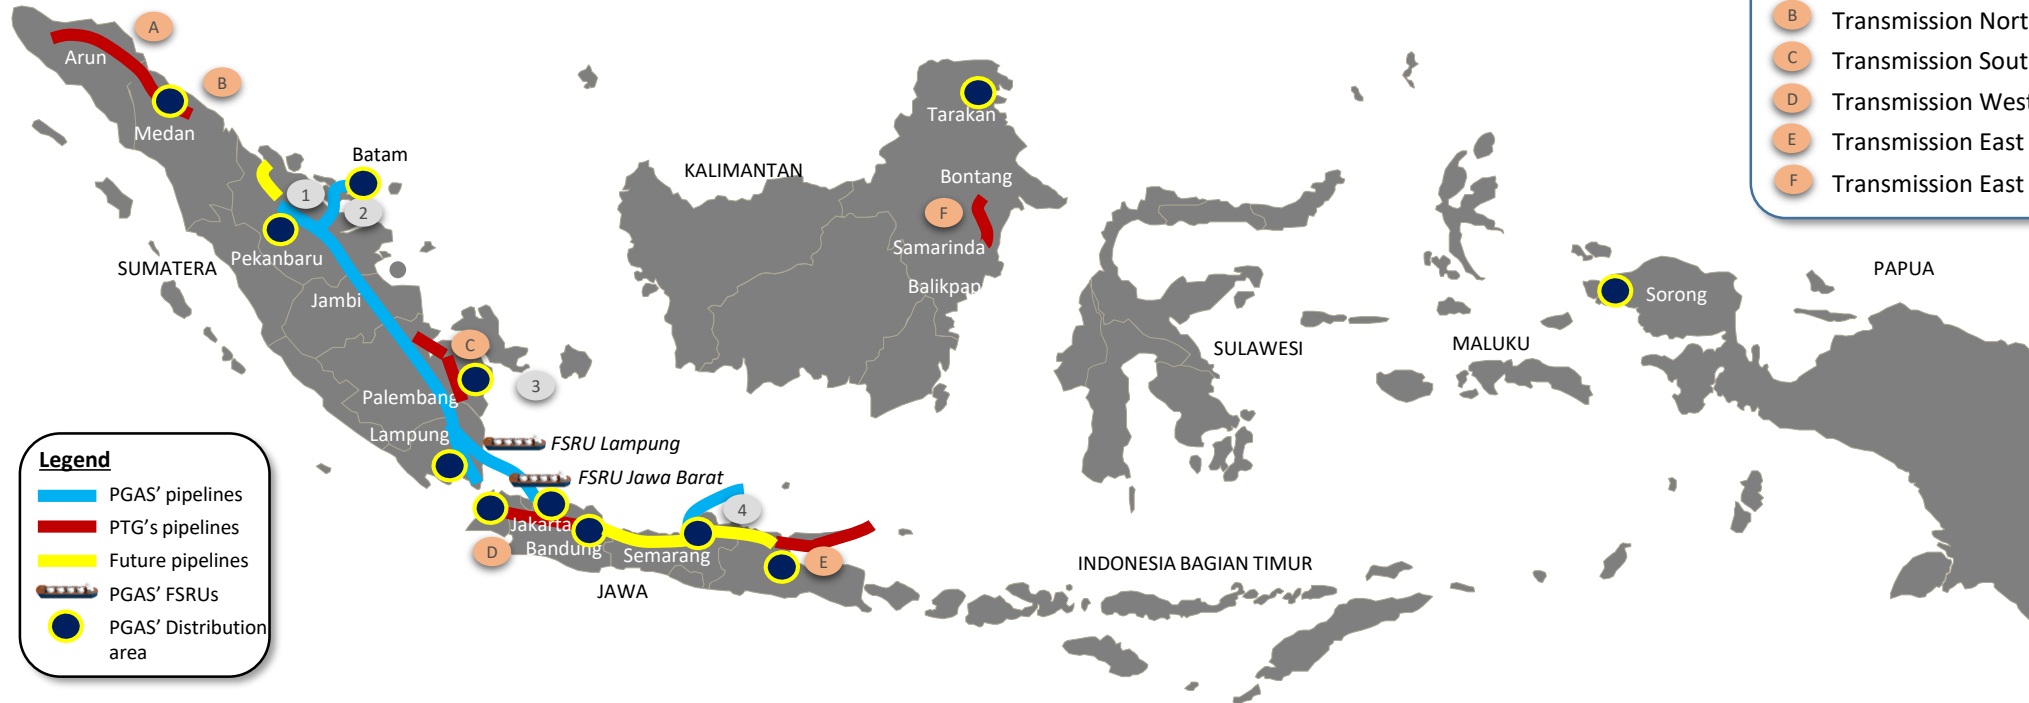 A
Arun
B
Medan
Batam
1
2
Pekanbaru
SUMATERA
Jambi
C
3
Palembang
Lampung
FSRU Lampung
FSRU Jawa Barat
4
Jakarta
Bandung
Semarang
D
E
JAWA
KALIMANTAN
Tarakan
Bontang
F
Samarinda
Balikpap
SULAWESI
MALUKU
Sorong
PAPUA
INDONESIA BAGIAN TIMUR
B Transmission Nort
C Transmission Sout
D Transmission West
E Transmission East
F Transmission East
Legend
PGAS’ pipelines
PTG’s pipelines
Future pipelines
PGAS’ FSRUs
PGAS’ Distribution
area